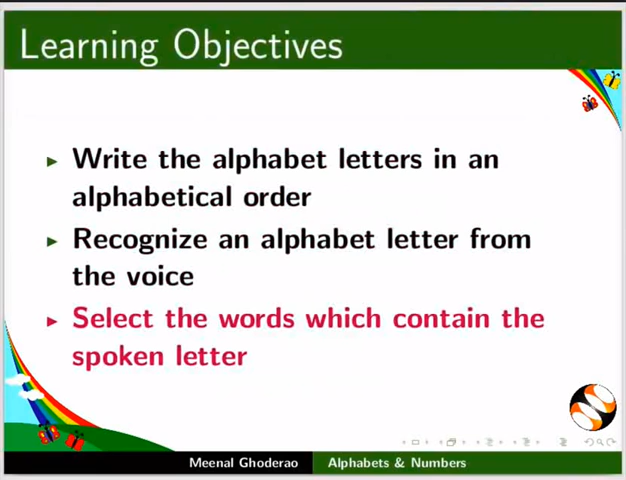 Learning Objectives
Write the alphabet letters in an
alphabetical order
Recognize an alphabet letter from
the voice
Select the words which contain the
spoken letter
Meenal Ghoderao Alphabets & Numbers